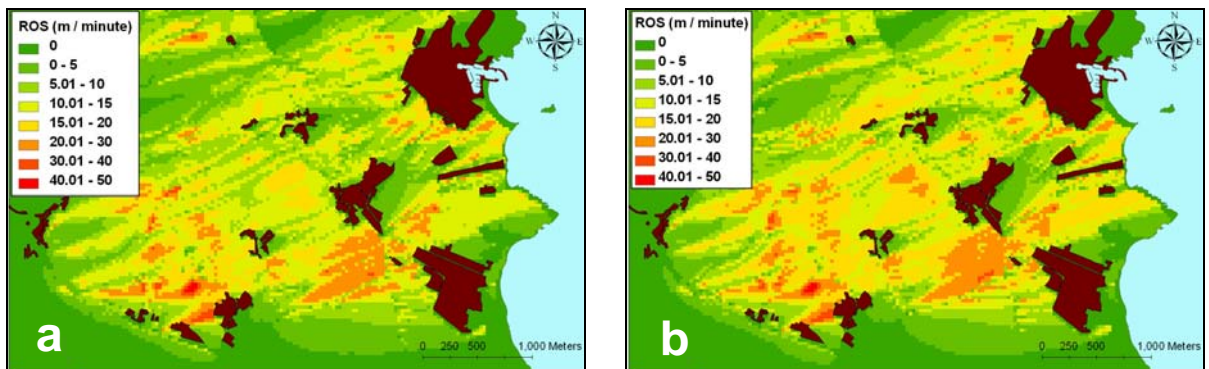 ROS (m / minute)
0
0 - 5
5.01 - 10
10.01 - 15
15.01 - 20
20.01 - 30
30.01 - 40
40.01 - 50
N
W E
S
a
0 250 500 1,000 Meters
ROS (m / minute)
0
0 - 5
5.01 - 10
10.01 - 15
15.01 - 20
20.01 - 30
30.01 - 40
40.01 - 50
N
W E
S
b
0 250 500 1,000 Meters